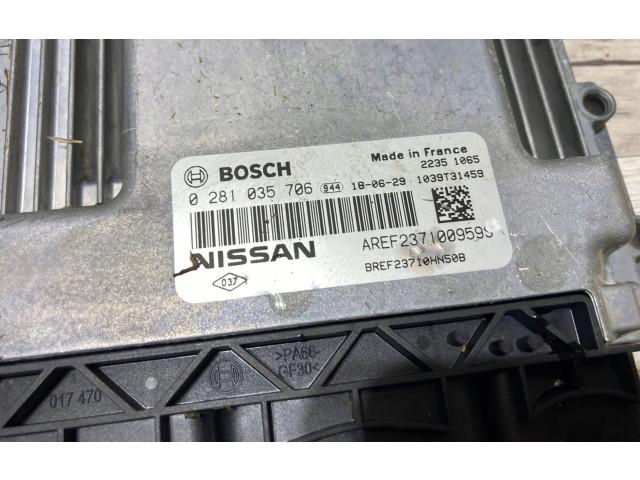 BOSCH
Made in France
2235 1065
0 281 035 706 944 18-06-29 1039T31459
NISSAN
AREF237100959S
BREF23710HN50B
037
>PA66-
GF30<
017 470